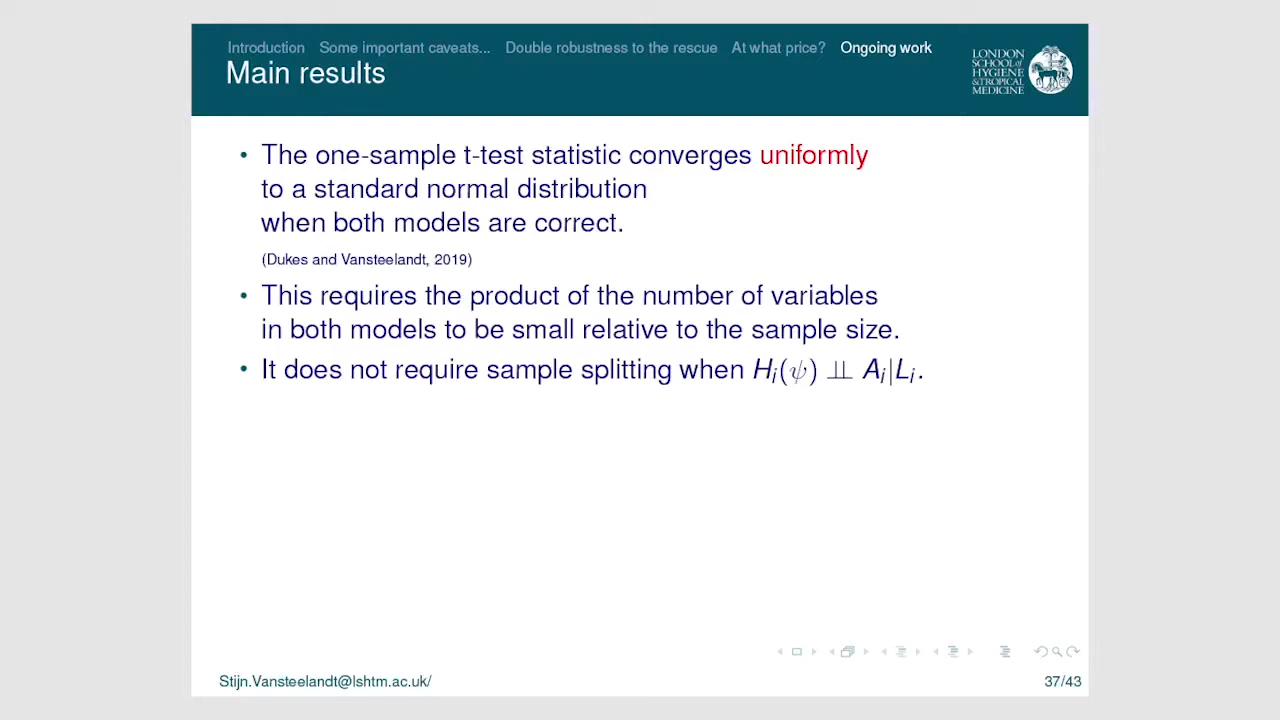 Introduction Some important caveats... Double robustness to the rescue At what price? Ongoing work
Main results
LONDON
SCHOOL of
HYGIENE
& TROPICAL
MEDICINE
• The one-sample t-test statistic converges uniformly
to a standard normal distribution
when both models are correct.
(Dukes and Vansteelandt, 2019)
• This requires the product of the number of variables
in both models to be small relative to the sample size.
• It does not require sample splitting when Hi(ψ) ⫫ Ai|Li.
Stijn.Vansteelandt@lshtm.ac.uk/ 37/43